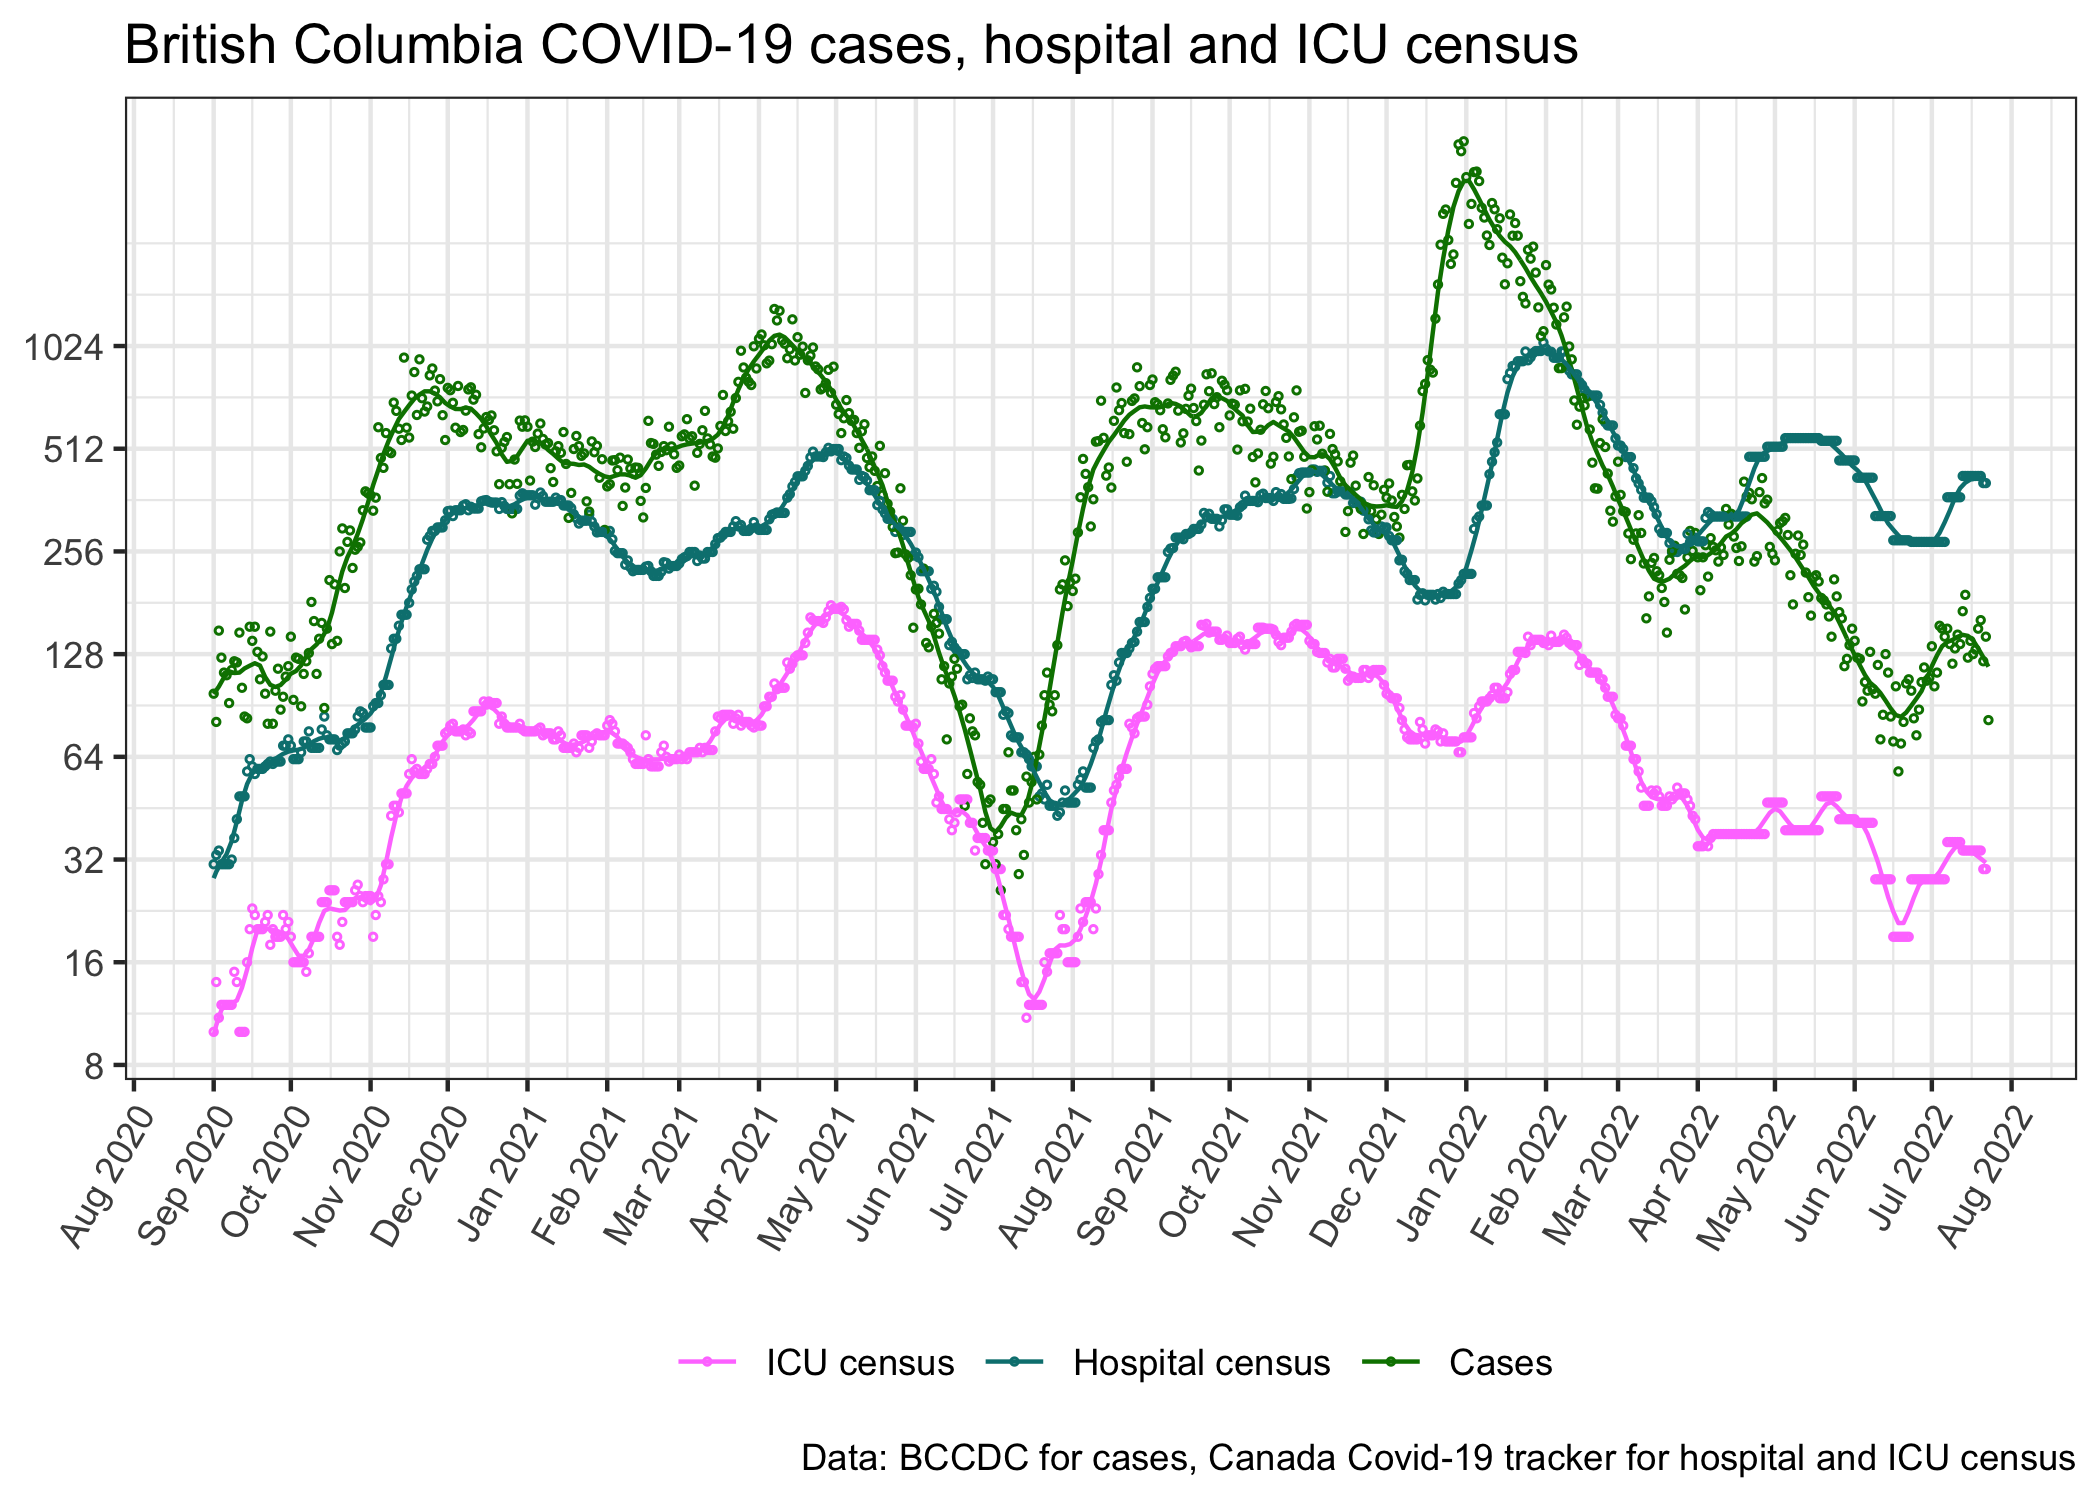 British Columbia COVID-19 cases, hospital and ICU census
1024
512
256
128
64
32
16
8
Aug 2020
Sep 2020
Oct 2020
Nov 2020
Dec 2020
Jan 2021
Feb 2021
Mar 2021
Apr 2021
May 2021
Jun 2021
Jul 2021
Aug 2021
Sep 2021
Oct 2021
Nov 2021
Dec 2021
Jan 2022
Feb 2022
Mar 2022
Apr 2022
May 2022
Jun 2022
Jul 2022
Aug 2022
ICU census Hospital census Cases
Data: BCCDC for cases, Canada Covid-19 tracker for hospital and ICU census